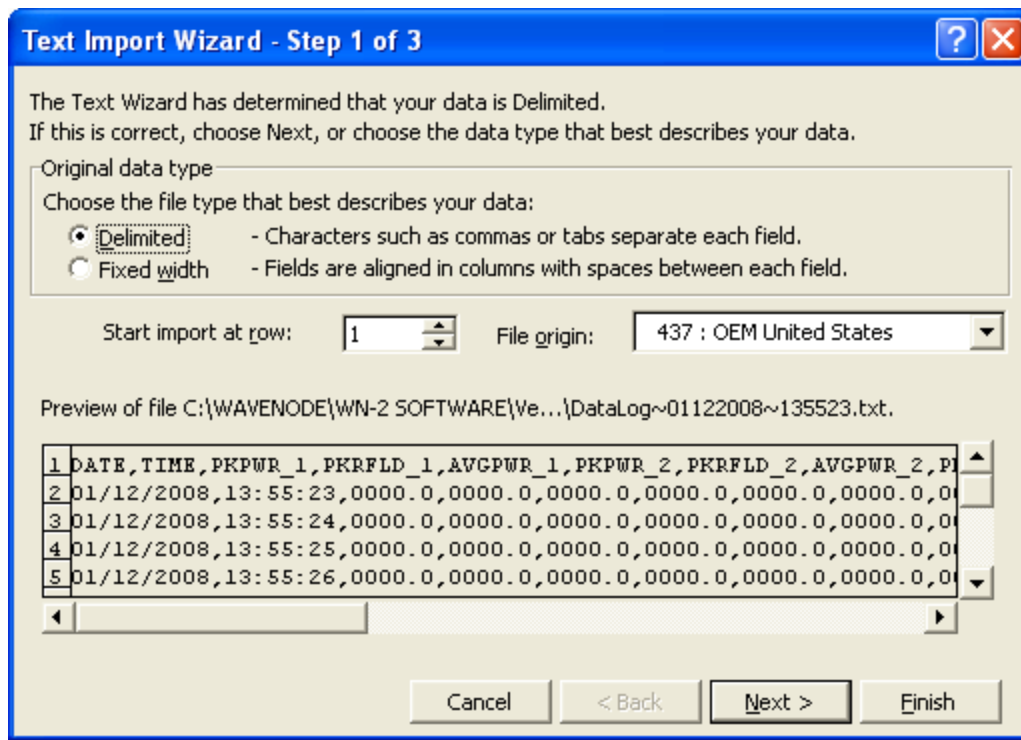 Text Import Wizard - Step 1 of 3
The Text Wizard has determined that your data is Delimited.
If this is correct, choose Next, or choose the data type that best describes your data.
Original data type
Choose the file type that best describes your data:
Delimited - Characters such as commas or tabs separate each field.
Fixed width - Fields are aligned in columns with spaces between each field.
Start import at row: 1 File origin: 437 : OEM United States
Preview of file C:\WAVENODE\WN-2 SOFTWARE\Ve...\DataLog~01122008~135523.txt.
1 DATE,TIME,PKPWR_1,PKRFLD_1,AVGPWR_1,PKPWR_2,PKRFLD_2,AVGPWR_2,
2 01/12/2008,13:55:23,0000.0,0000.0,0000.0,0000.0,0000.0,0000.0,
3 01/12/2008,13:55:24,0000.0,0000.0,0000.0,0000.0,0000.0,0000.0,
4 01/12/2008,13:55:25,0000.0,0000.0,0000.0,0000.0,0000.0,0000.0,
5 01/12/2008,13:55:26,0000.0,0000.0,0000.0,0000.0,0000.0,0000.0,
Cancel < Back Next > Finish